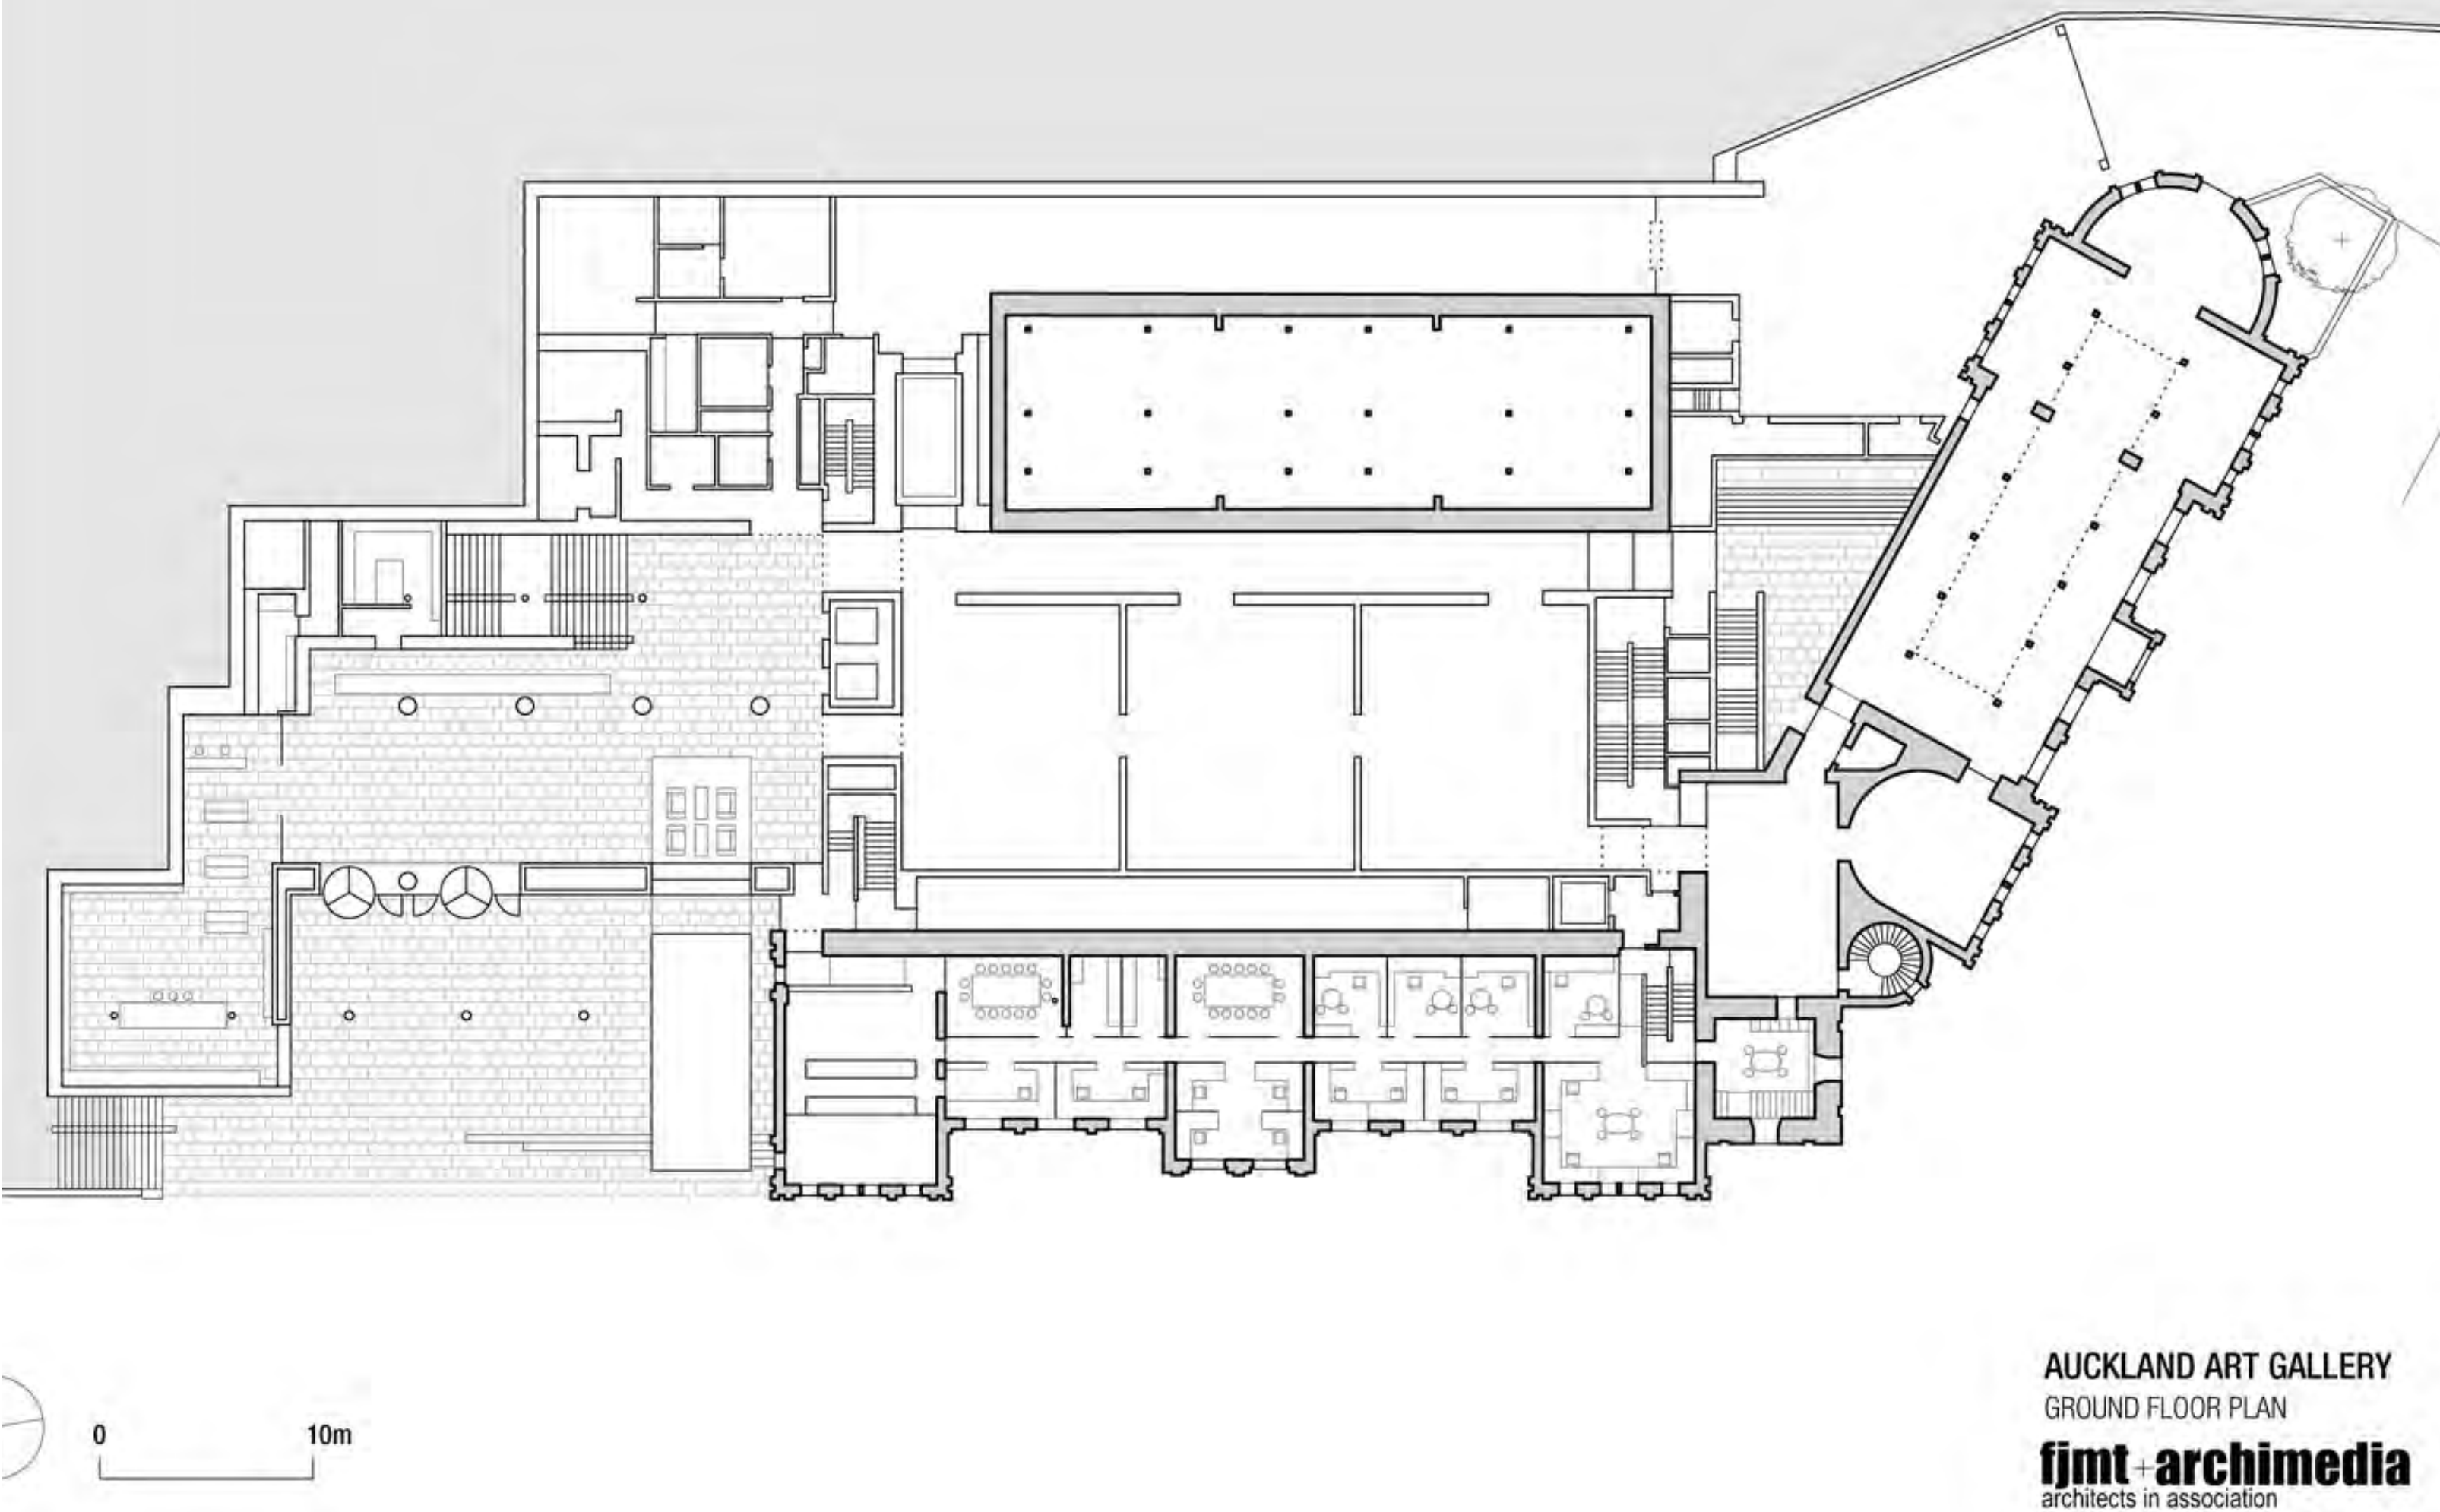 0 10m
AUCKLAND ART GALLERY
GROUND FLOOR PLAN
fjmt+archimedia
architects in association